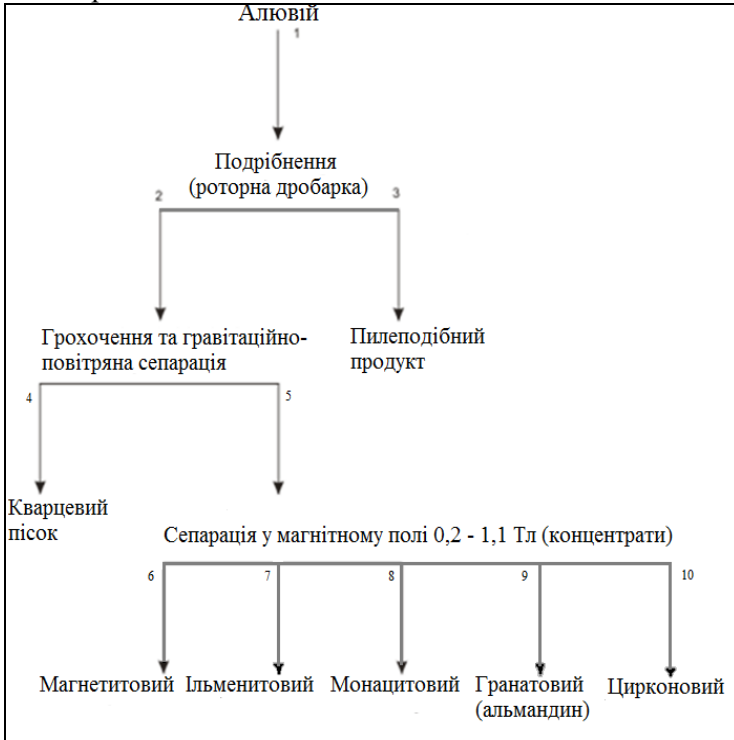 Алювій
1
Подрібнення
(роторна дробарка)
2
3
Грохочення та гравітаційно-
повітряна сепарація
Пилеподібний
продукт
4
5
Кварцевий
пісок
Сепарація у магнітному полі 0,2 - 1,1 Тл (концентрати)
6
7
8
9
10
Магнетитовий
Ільменитовий
Монацитовий
Гранатовий
(альмандин)
Цирконовий